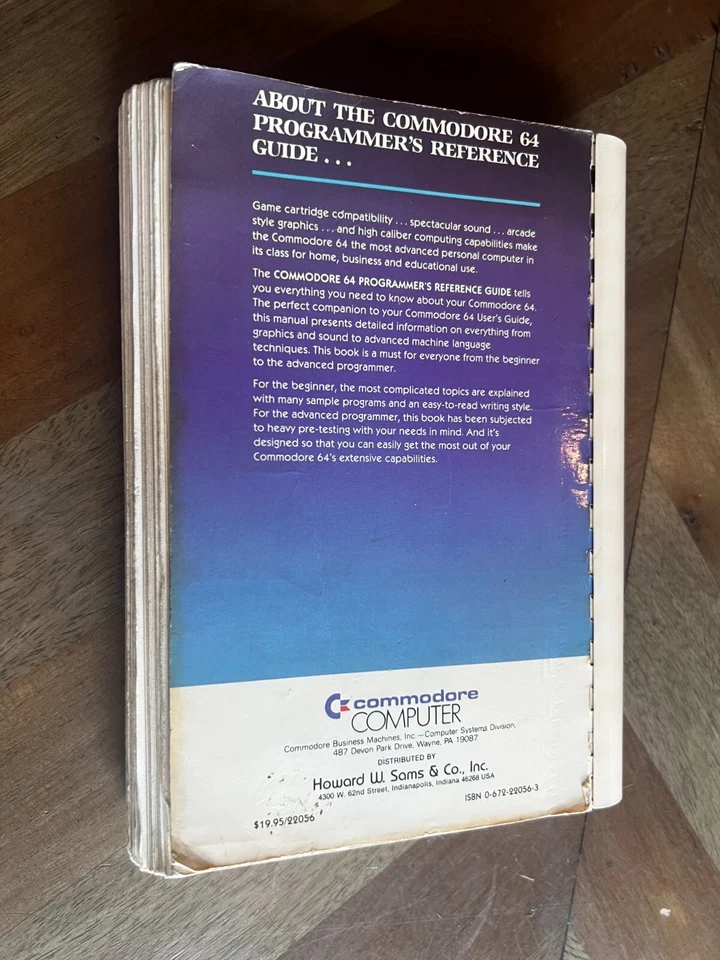 ABOUT THE COMMODORE 64
PROGRAMMER'S REFERENCE
GUIDE . . .
Game cartridge compatibility . . . spectacular sound . . . arcade
style graphics . . . and high caliber computing capabilities make
the Commodore 64 the most advanced personal computer in
its class for home, business and educational use.
The COMMODORE 64 PROGRAMMER'S REFERENCE GUIDE tells
you everything you need to know about your Commodore 64.
The perfect companion to your Commodore 64 User's Guide,
this manual presents detailed information on everything from
graphics and sound to advanced machine language
techniques. This book is a must for everyone from the beginner
to the advanced programmer.
For the beginner, the most complicated topics are explained
with many sample programs and an easy-to-read writing style.
For the advanced programmer, this book has been subjected
to heavy pre-testing with your needs in mind. And it's
designed so that you can easily get the most out of your
Commodore 64's extensive capabilities.
commodore
COMPUTER
Commodore Business Machines, Inc.—Computer Systems Division,
487 Devon Park Drive, Wayne, PA 19087.
DISTRIBUTED BY
Howard W. Sams & Co., Inc.
4300 W. 62nd Street, Indianapolis, Indiana 46268 USA
$19.95/22056
ISBN 0-672-22056-3